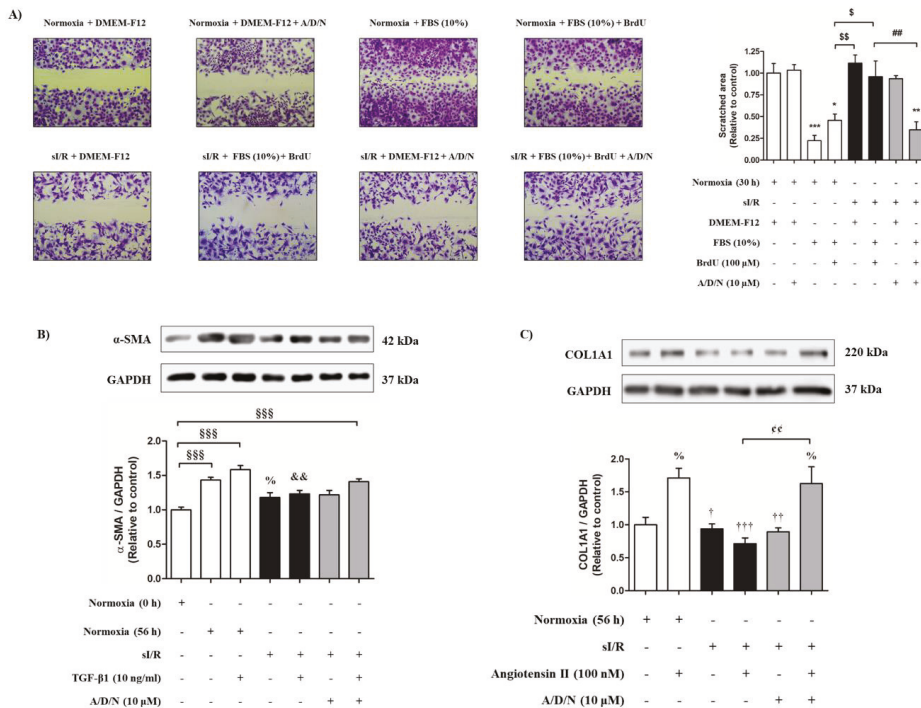 A)
Normoxia + DMEM-F12 Normoxia + DMEM-F12 + A/D/N Normoxia + FBS (10%) Normoxia + FBS (10%) + BrdU
sI/R + DMEM-F12 sI/R + FBS (10%) + BrdU sI/R + DMEM-F12 + A/D/N sI/R + FBS (10%) + BrdU + A/D/N
Scratched area
(Relative to control)
1.25
1.00
0.75
0.50
0.25
0.00
$
$$ ##
*** * **
Normoxia (30 h) + + + + - - - -
sI/R - - - - + + + +
DMEM-F12 + + - - + - + -
FBS (10%) - - + + - + - +
BrdU (100 µM) - - - + - + - +
A/D/N (10 µM) - + - - - - + +
B)
α-SMA 42 kDa
GAPDH 37 kDa
α-SMA / GAPDH
(Relative to control)
2.0
1.5
1.0
0.5
0.0
§§§
§§§
§§§
% &&
Normoxia (0 h) + - - - - - -
Normoxia (56 h) - + + - - - -
sI/R - - - + + + +
TGF-β1 (10 ng/ml) - - + - + - +
A/D/N (10 µM) - - - - - + +
C)
COL1A1 220 kDa
GAPDH 37 kDa
COL1A1 / GAPDH
(Relative to control)
2.0
1.5
1.0
0.5
0.0
¢¢
% † ††† †† %
Normoxia (56 h) + + - - - -
sI/R - - + + + +
Angiotensin II (100 nM) - + - + - +
A/D/N (10 µM) - - - - + +